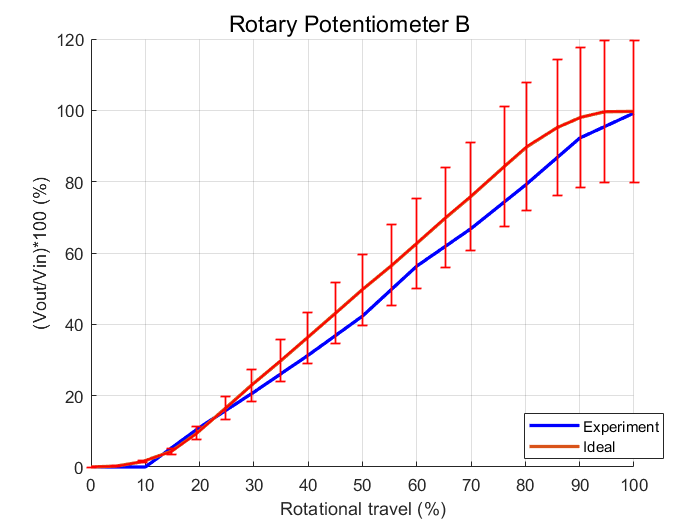 Rotary Potentiometer B
120
100
80
60
40
20
0
(Vout/Vin)*100 (%)
Experiment
Ideal
0 10 20 30 40 50 60 70 80 90 100
Rotational travel (%)